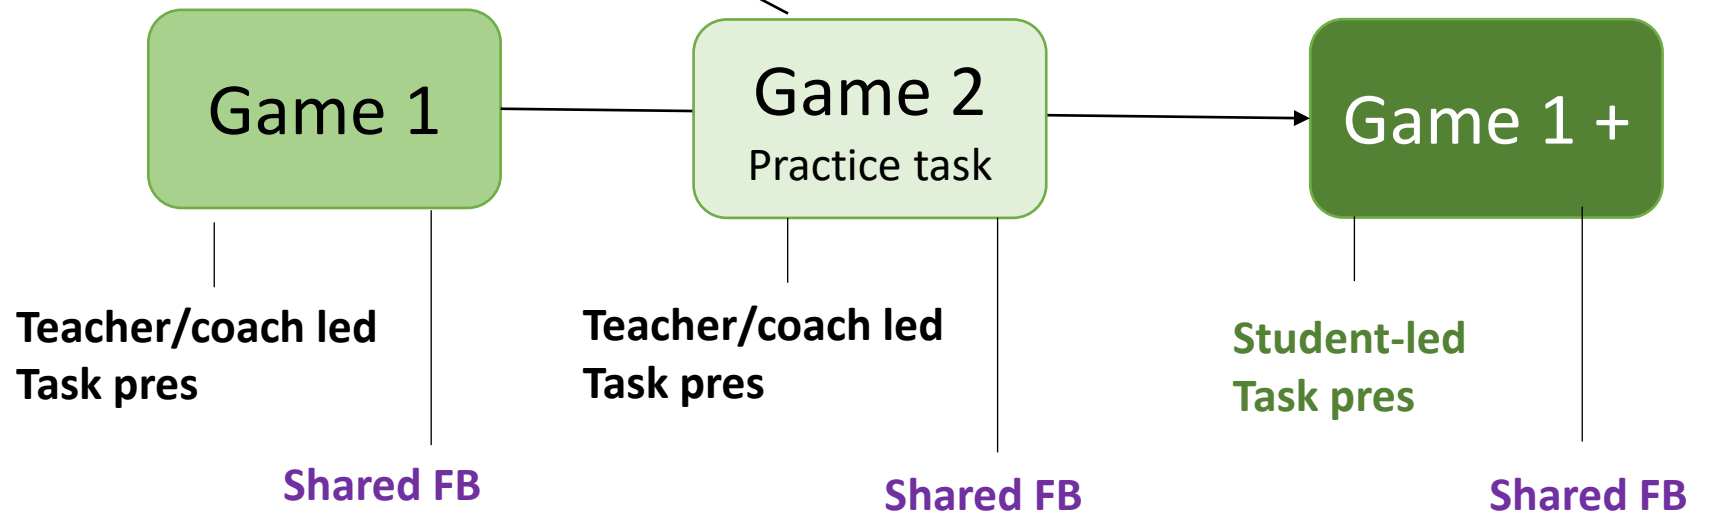 Game 1
Game 2
Practice task
Game 1 +
Teacher/coach led
Task pres
Shared FB
Teacher/coach led
Task pres
Shared FB
Student-led
Task pres
Shared FB